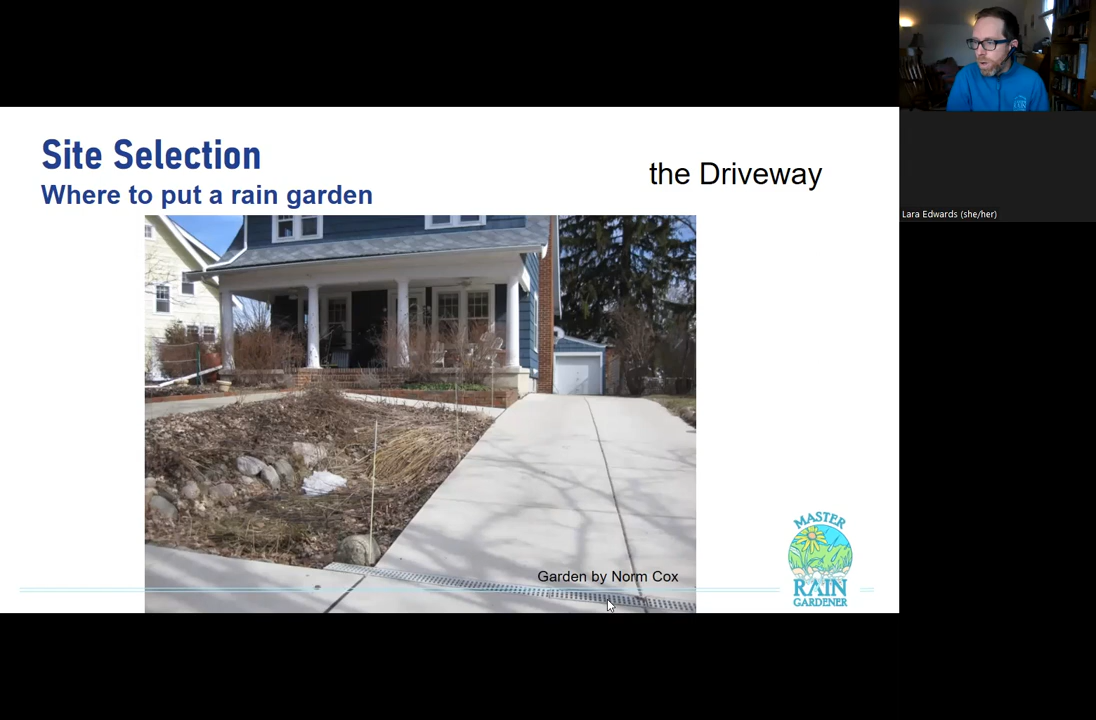 Site Selection
Where to put a rain garden
the Driveway
Lara Edwards (she/her)
Garden by Norm Cox
MASTER
RAIN
GARDENER